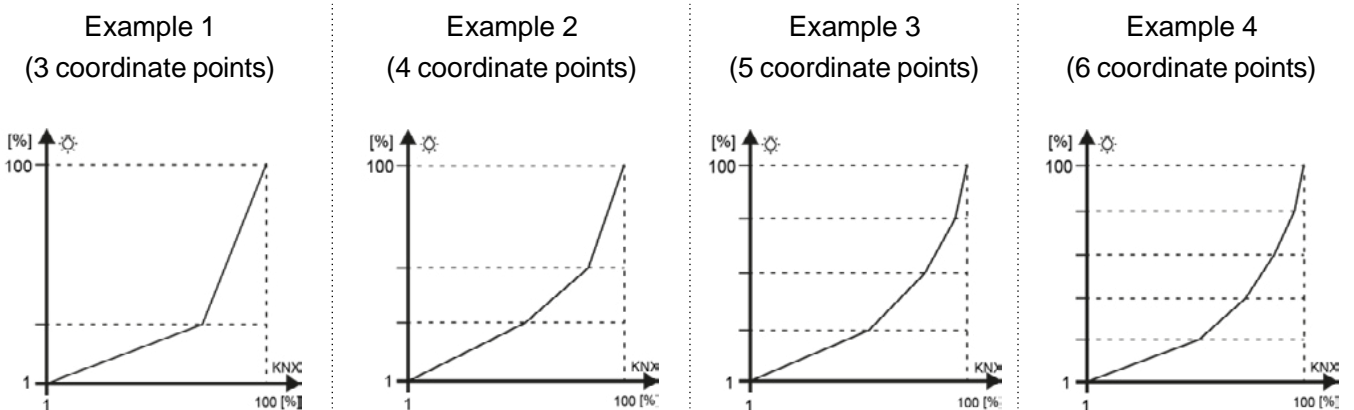 Example 1
(3 coordinate points)
[%]
100
1
KNX
1
100 [%]
Example 2
(4 coordinate points)
[%]
100
1
KNX
1
100 [%]
Example 3
(5 coordinate points)
[%]
100
1
KNX
1
100 [%]
Example 4
(6 coordinate points)
[%]
100
1
KNX
1
100 [%]